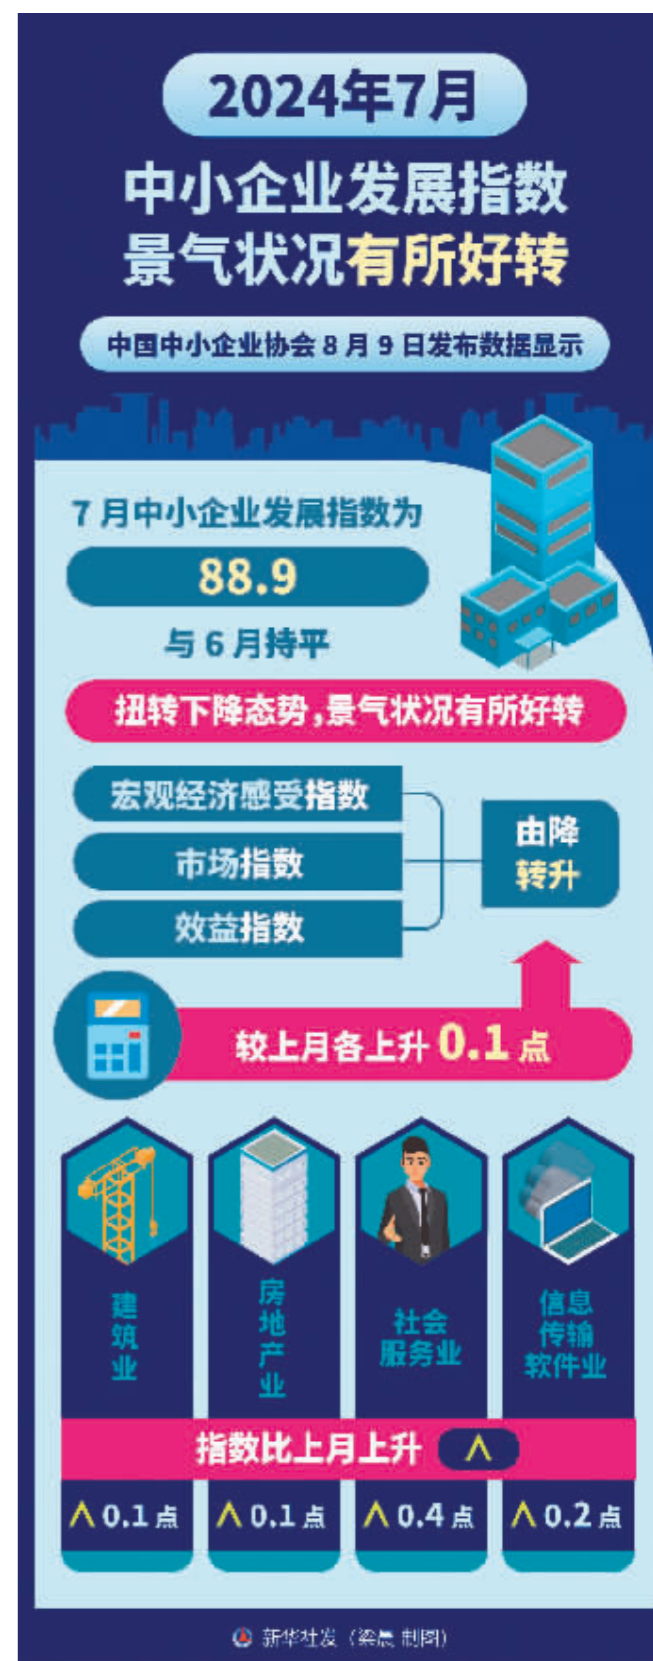 2024年7月
中小企业发展指数
景气状况有所好转
中国中小企业协会8月9日发布数据显示
7月中小企业发展指数为
88.9
与6月持平
扭转下降态势,景气状况有所好转
宏观经济感受指数
市场指数
效益指数
由降
转升
较上月各上升0.1点
建筑业
房地产业
社会
服务业
信息
传输
软件业
指数比上月上升
0.1点
0.1点
0.4点
0.2点
新华社发（梁晨 制图）